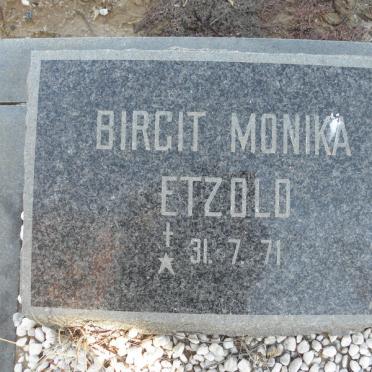 BIRGIT MONIKA
ETZOLD
† ★ 31. 7. 71